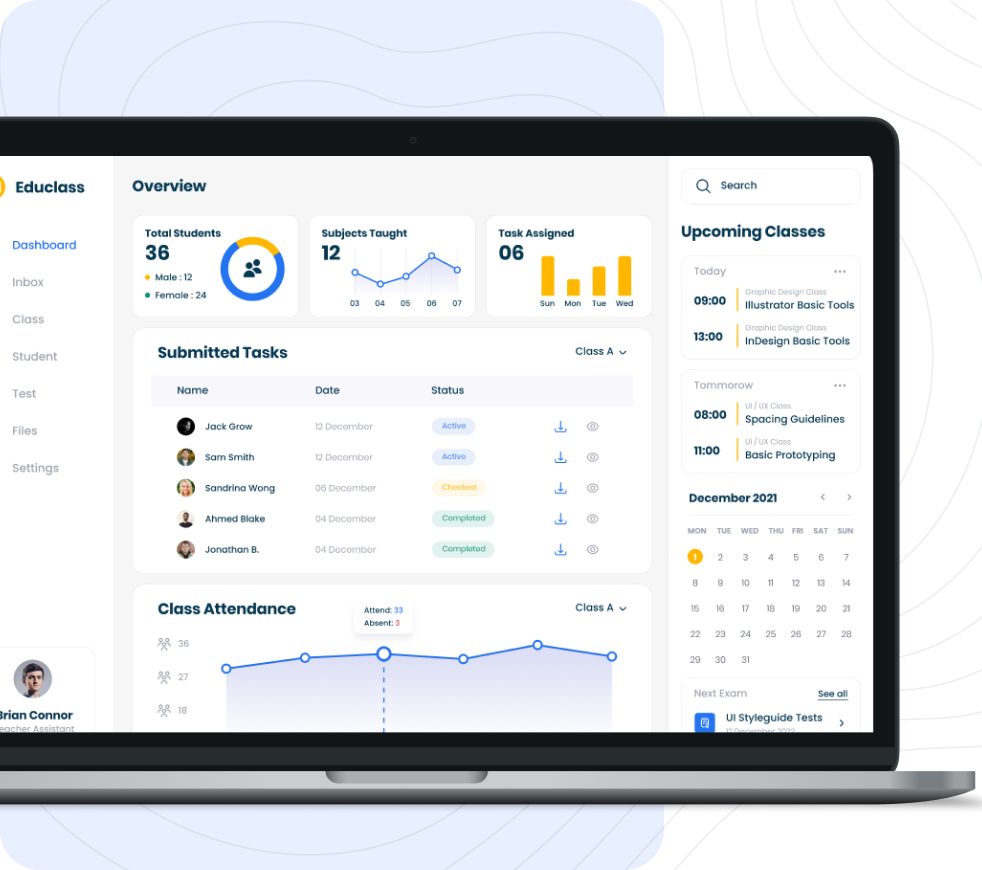 Educlass
Dashboard
Inbox
Class
Student
Test
Files
Settings
Brian Connor
Teacher Assistant
Overview
Total Students
36
Male : 12
Female : 24
Subjects Taught
12
03 04 05 06 07
Task Assigned
06
Sun Mon Tue Wed
Submitted Tasks
Class A
Name Date Status
Jack Grow 12 December Active
Sam Smith 12 December Active
Sandrina Wong 06 December Checked
Ahmed Blake 04 December Completed
Jonathan B. 04 December Completed
Class Attendance
Class A
Attend: 33
Absent: 3
36
27
18
Search
Upcoming Classes
Today
Graphic Design Class
09:00 Illustrator Basic Tools
Graphic Design Class
13:00 InDesign Basic Tools
Tommorow
UI / UX Class
08:00 Spacing Guidelines
UI / UX Class
11:00 Basic Prototyping
December 2021
MON TUE WED THU FRI SAT SUN
1 2 3 4 5 6 7
8 9 10 11 12 13 14
15 16 17 18 19 20 21
22 23 24 25 26 27 28
29 30 31
Next Exam See all
UI Styleguide Tests
12 December 2022